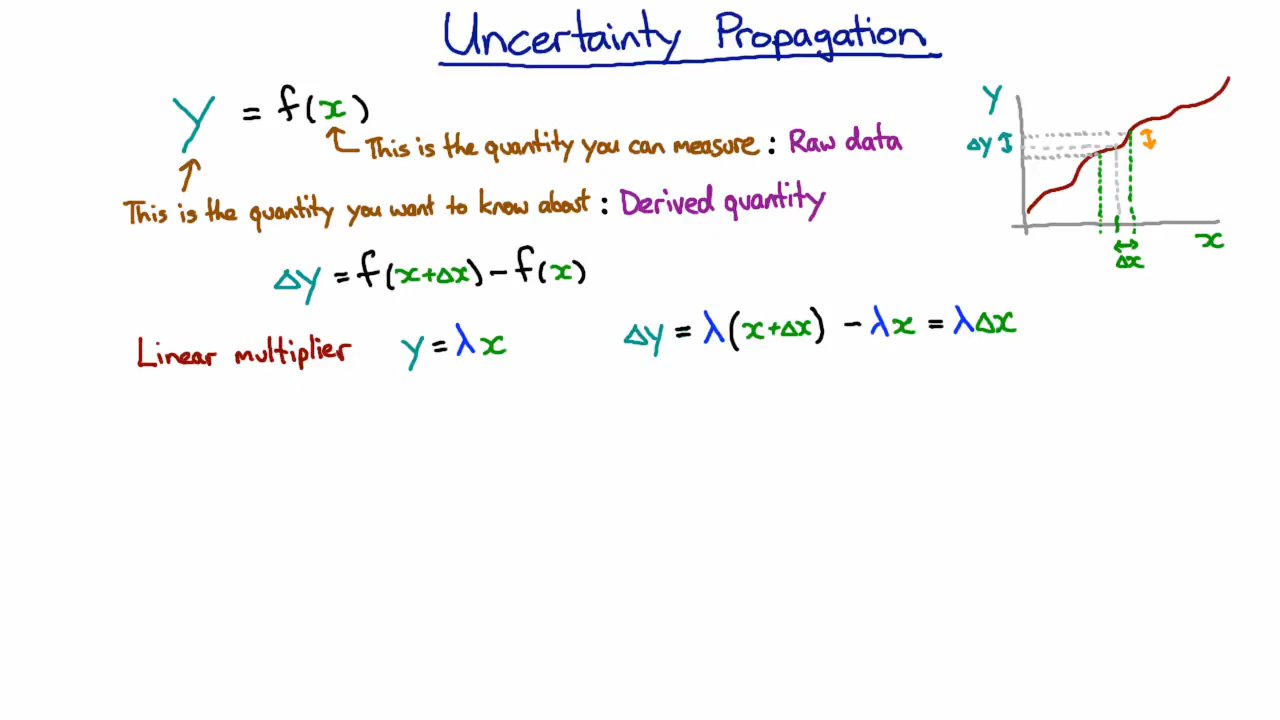 Uncertainty Propagation
y = f(x)
This is the quantity you can measure : Raw data
This is the quantity you want to know about : Derived quantity
Δy = f(x+Δx) - f(x)
Linear multiplier y = λx Δy = λ(x+Δx) - λx = λΔx
y
Δy
x
Δx